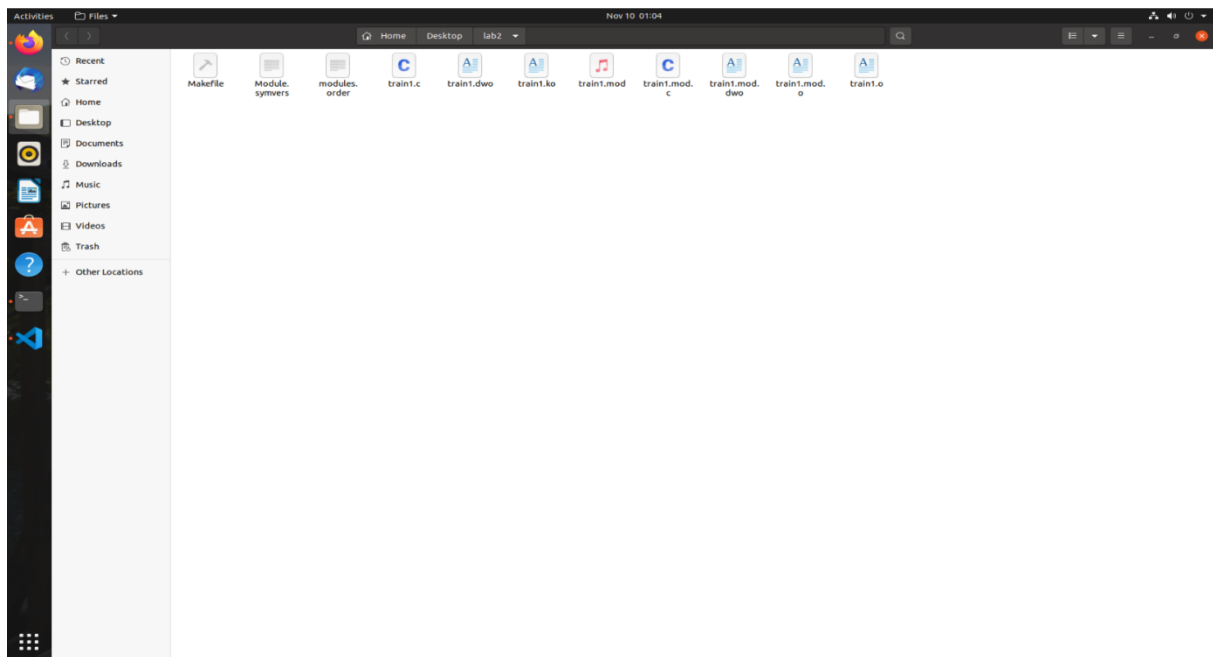 Activities
Files
Nov 10 01:04
Home Desktop lab2
Recent
Starred
Home
Desktop
Documents
Downloads
Music
Pictures
Videos
Trash
+ Other Locations
Makefile
Module.
symvers
modules.
order
train1.c
train1.dwo
train1.ko
train1.mod
train1.mod.
c
train1.mod.
dwo
train1.mod.
o
train1.o